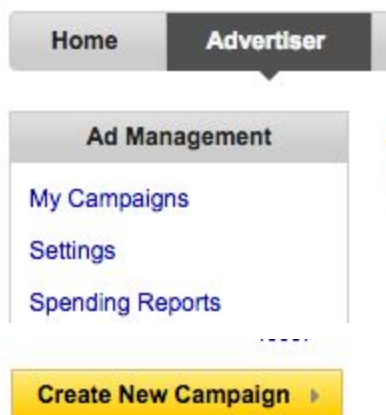 Home Advertiser
Ad Management
My Campaigns
Settings
Spending Reports
Create New Campaign